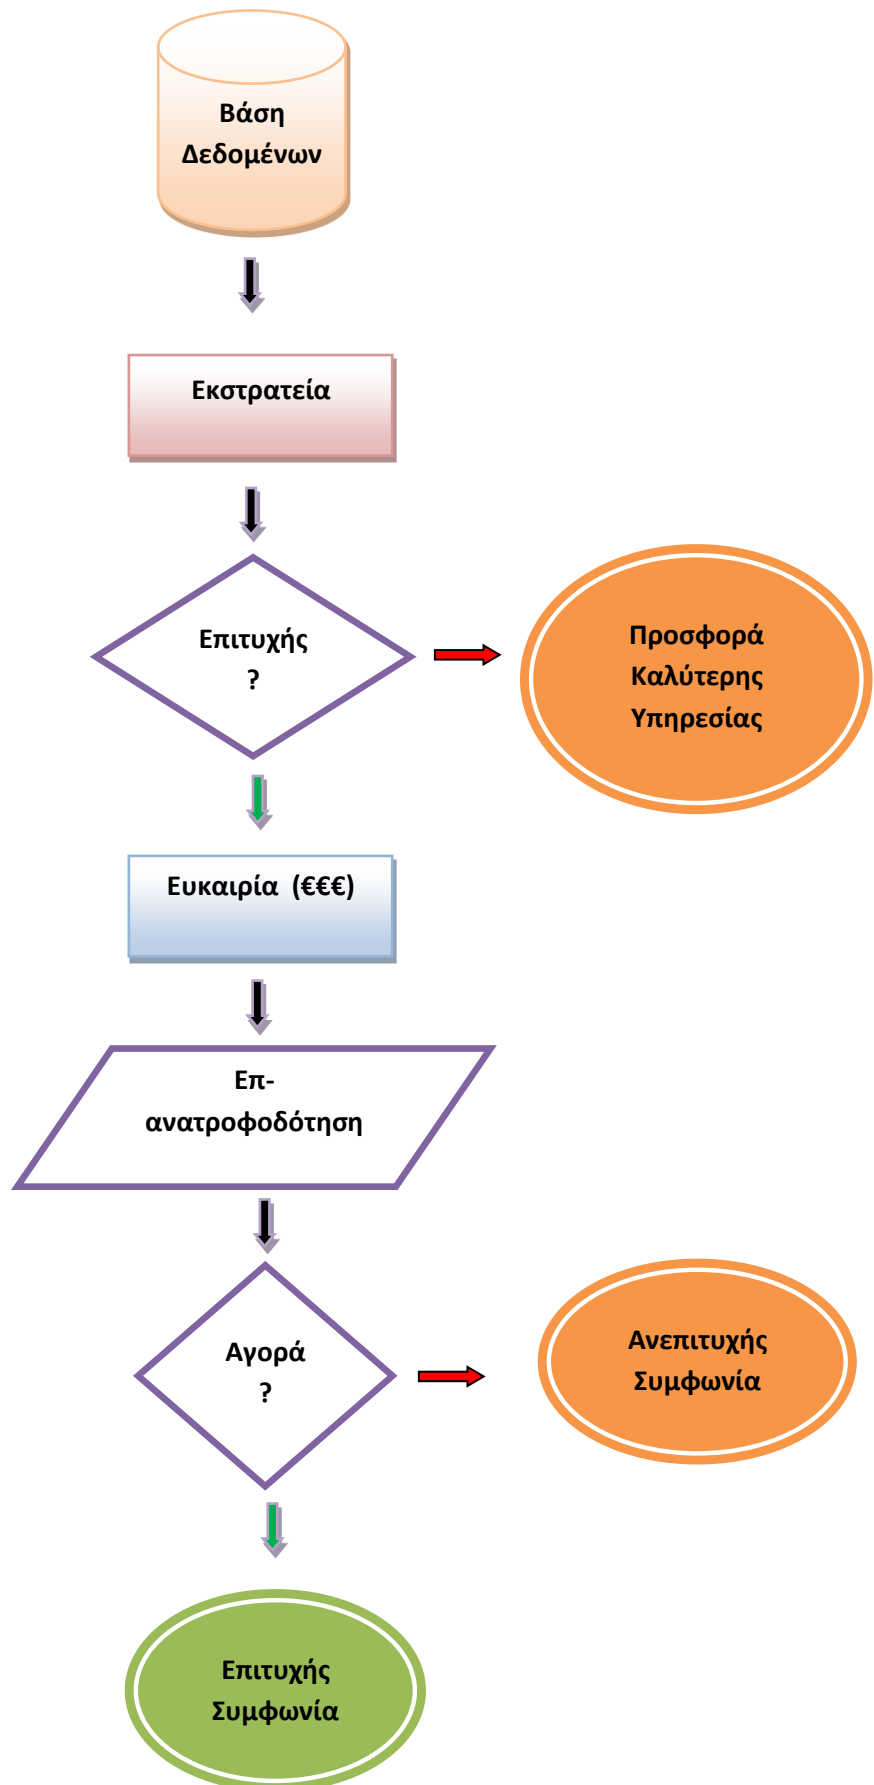 Βάση
Δεδομένων
Εκστρατεία
Επιτυχής
?
Προσφορά
Καλύτερης
Υπηρεσίας
Ευκαιρία (€€€)
Επ-
ανατροφοδότηση
Αγορά
?
Ανεπιτυχής
Συμφωνία
Επιτυχής
Συμφωνία